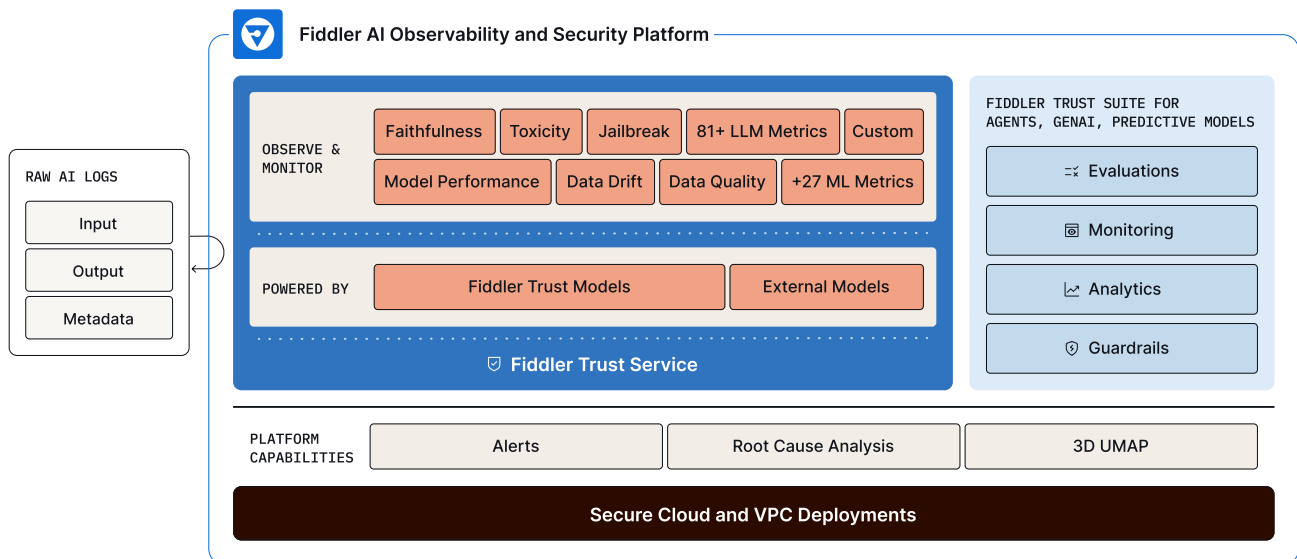 Fiddler AI Observability and Security Platform
RAW AI LOGS
Input
Output
Metadata
OBSERVE &
MONITOR
Faithfulness
Toxicity
Jailbreak
81+ LLM Metrics
Custom
Model Performance
Data Drift
Data Quality
+27 ML Metrics
POWERED BY
Fiddler Trust Models
External Models
Fiddler Trust Service
FIDDLER TRUST SUITE FOR
AGENTS, GENAI, PREDICTIVE MODELS
Evaluations
Monitoring
Analytics
Guardrails
PLATFORM
CAPABILITIES
Alerts
Root Cause Analysis
3D UMAP
Secure Cloud and VPC Deployments